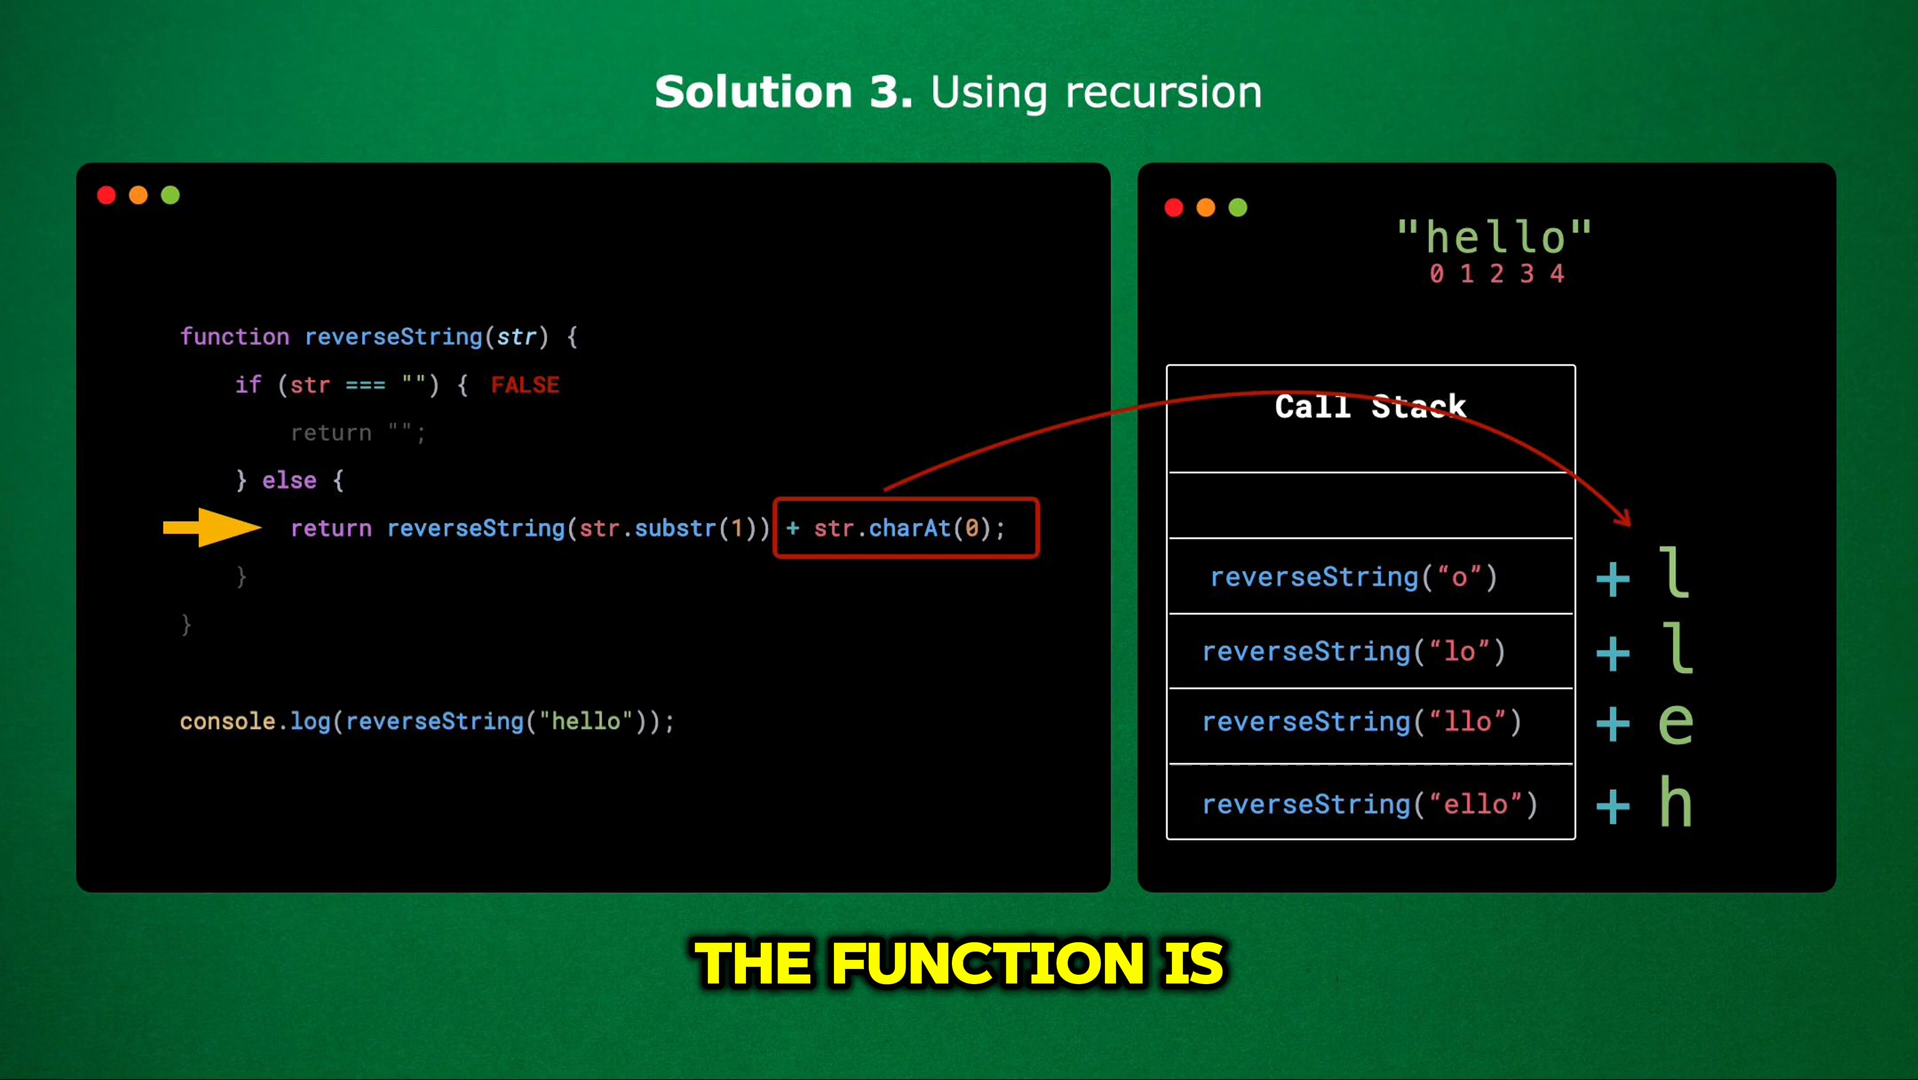 Solution 3. Using recursion
function reverseString(str) {
if (str === "") { FALSE
return "";
} else {
return reverseString(str.substr(1)) + str.charAt(0);
}
}
console.log(reverseString("hello"));
"hello"
0 1 2 3 4
Call Stack
reverseString(“o”) + l
reverseString(“lo”) + l
reverseString(“llo”) + e
reverseString(“ello”) + h
THE FUNCTION IS